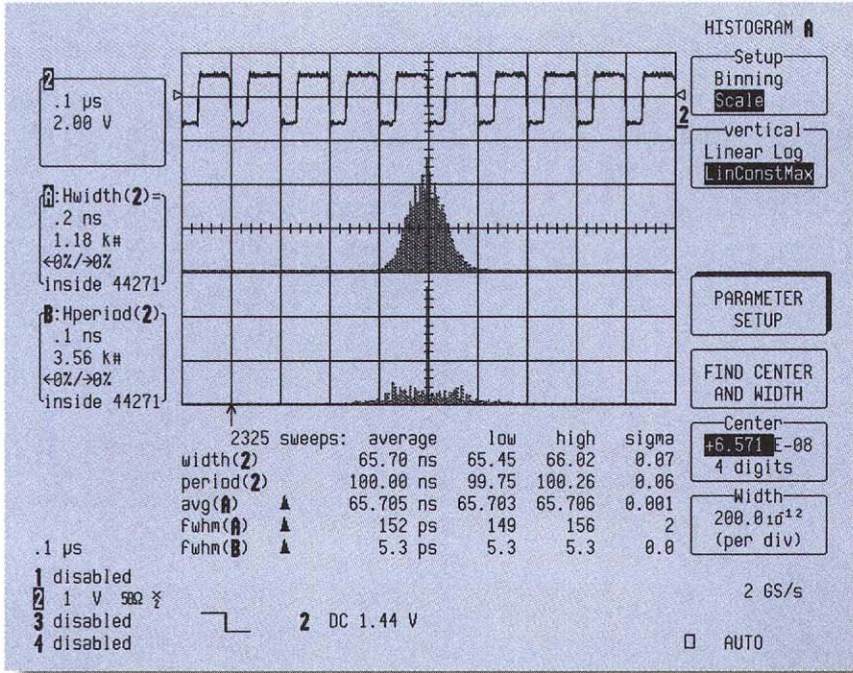 HISTOGRAM A
Setup
Binning
Scale
vertical
Linear Log
LinConstMax
PARAMETER
SETUP
FIND CENTER
AND WIDTH
Center
+6.571 E-08
4 digits
Width
200.010⁻¹²
(per div)
2
.1 µs
2.00 V
A:Hwidth(2)=
.2 ns
1.18 k#
←0%/→0%
inside 44271
B:Hperiod(2)
.1 ns
3.56 k#
←0%/→0%
inside 44271
2
2325 sweeps: average low high sigma
width(2) 65.70 ns 65.45 66.02 0.07
period(2) 100.00 ns 99.75 100.26 0.06
avg(A) 65.705 ns 65.703 65.706 0.001
fwhm(A) 152 ps 149 156 2
fwhm(B) 5.3 ps 5.3 5.3 0.0
.1 µs
1 disabled
2 1 V 50Ω
3 disabled
4 disabled
2 DC 1.44 V
2 GS/s
□ AUTO